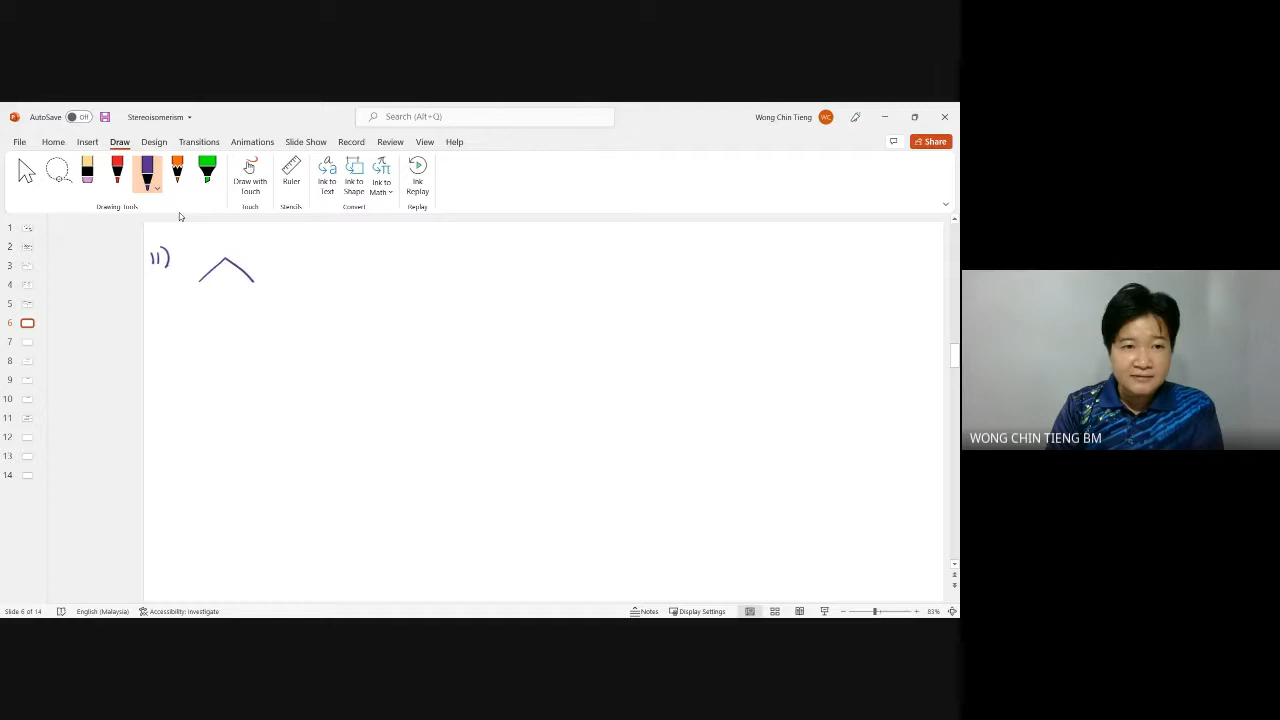 AutoSave Off Stereoisomerism Search (Alt+Q) Wong Chin Tieng WC
File Home Insert Draw Design Transitions Animations Slide Show Record Review View Help Share
Draw with Touch Ruler Ink to Text Ink to Shape Ink to Math Ink Replay
Drawing Tools Touch Stencils Convert Replay
1
2
3
4
5
6
7
8
9
10
11
12
13
14
ii)
WONG CHIN TIENG BM
Slide 6 of 14 English (Malaysia) Accessibility: Investigate Notes Display Settings 83%